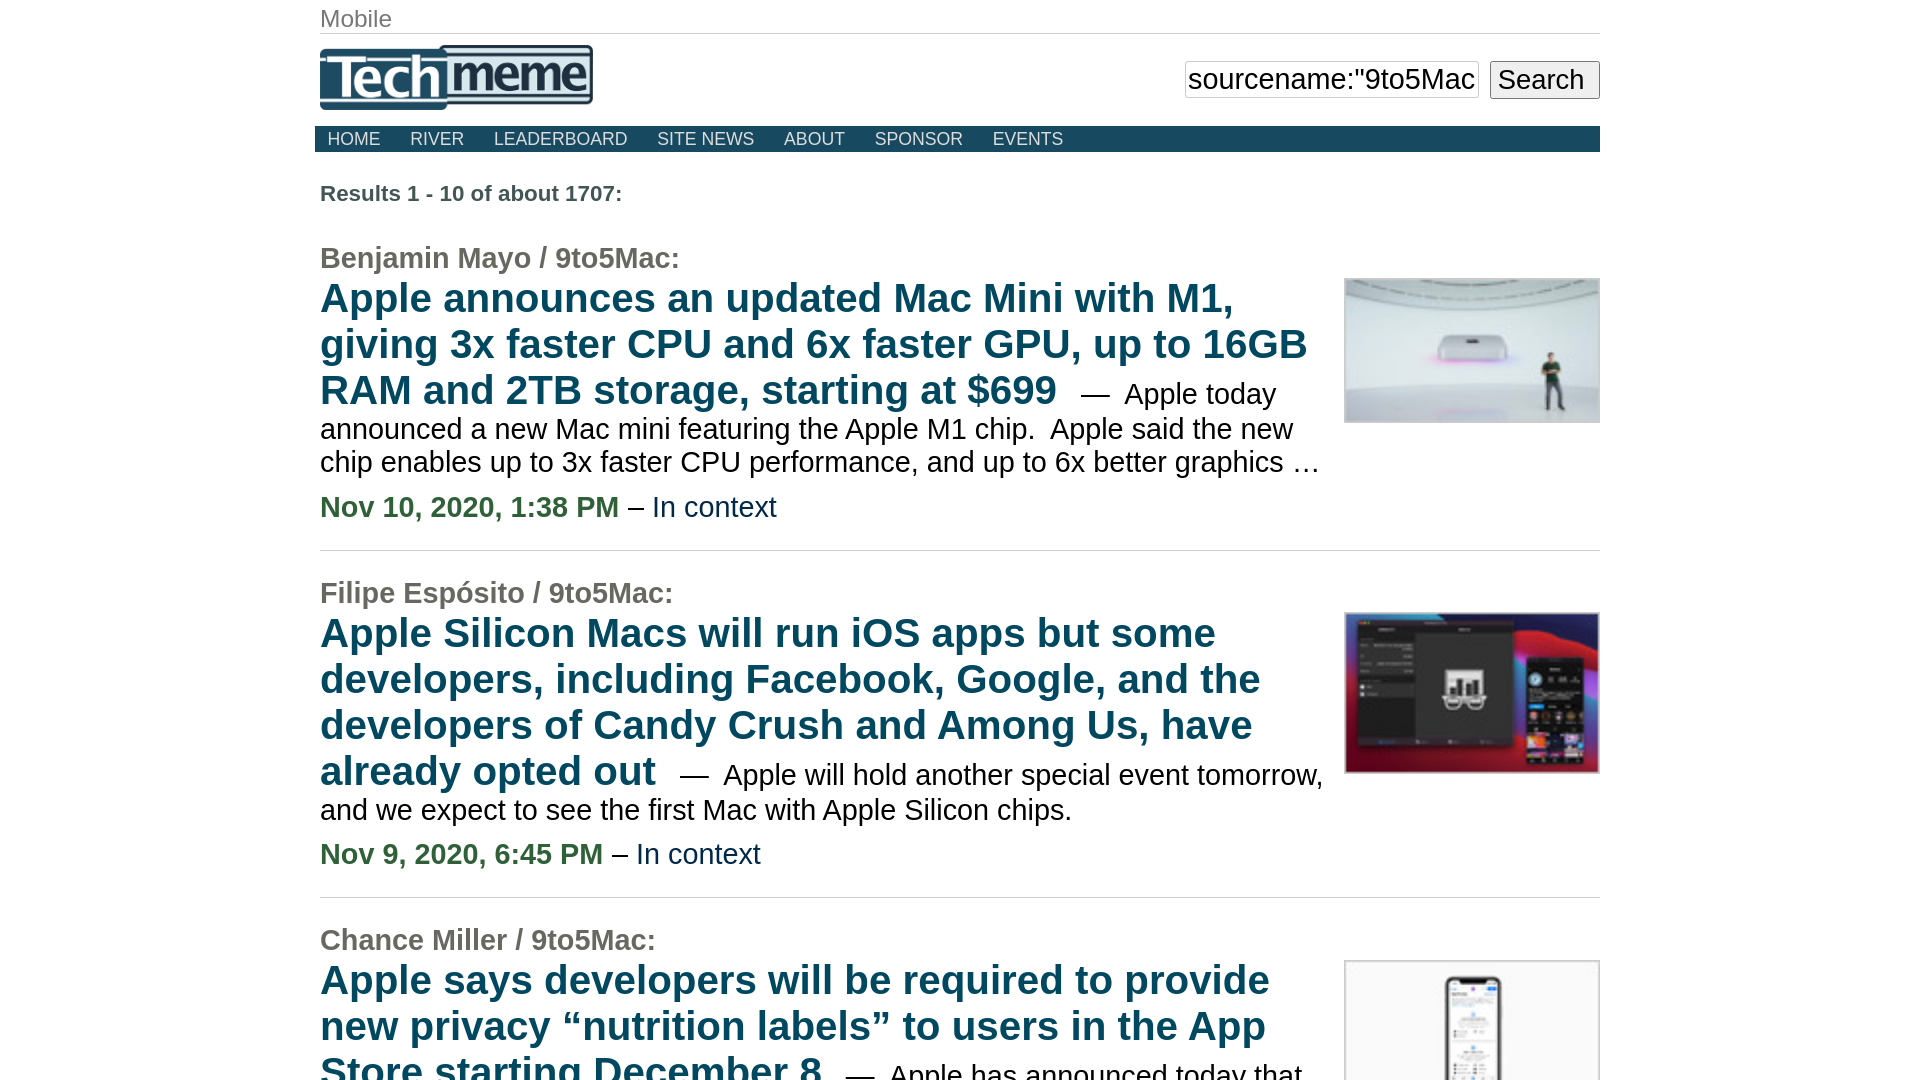 Mobile
Techmeme
sourcename:"9to5Mac
Search
HOME RIVER LEADERBOARD SITE NEWS ABOUT SPONSOR EVENTS
Results 1 - 10 of about 1707:
Benjamin Mayo / 9to5Mac:
Apple announces an updated Mac Mini with M1,
giving 3x faster CPU and 6x faster GPU, up to 16GB
RAM and 2TB storage, starting at $699 — Apple today
announced a new Mac mini featuring the Apple M1 chip. Apple said the new
chip enables up to 3x faster CPU performance, and up to 6x better graphics …
Nov 10, 2020, 1:38 PM – In context
Filipe Espósito / 9to5Mac:
Apple Silicon Macs will run iOS apps but some
developers, including Facebook, Google, and the
developers of Candy Crush and Among Us, have
already opted out — Apple will hold another special event tomorrow,
and we expect to see the first Mac with Apple Silicon chips.
Nov 9, 2020, 6:45 PM – In context
Chance Miller / 9to5Mac:
Apple says developers will be required to provide
new privacy “nutrition labels” to users in the App
Store starting December 8 — Apple has announced today that